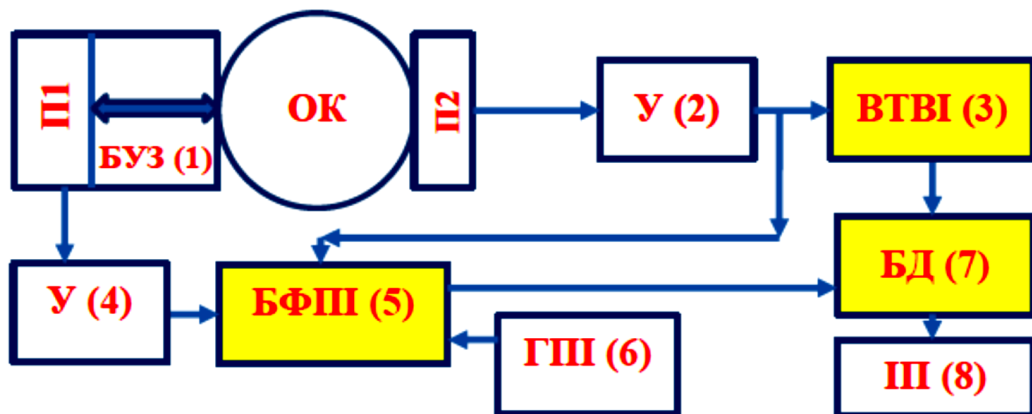 П1
БУЗ (1)
ОК
П2
У (2)
ВТВІ (3)
У (4)
БФПІ (5)
ГПІ (6)
БД (7)
ІП (8)